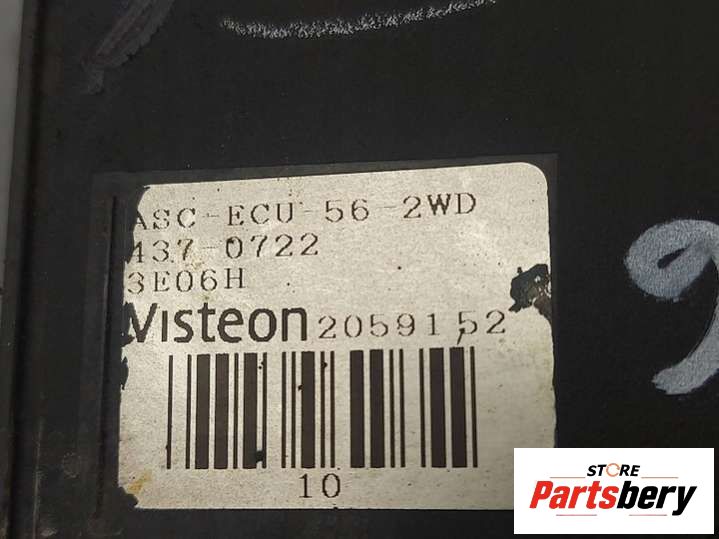 ASC-ECU-56-2WD
437-0722
3E06H
Visteon 2059152
10
STORE
Partsbery